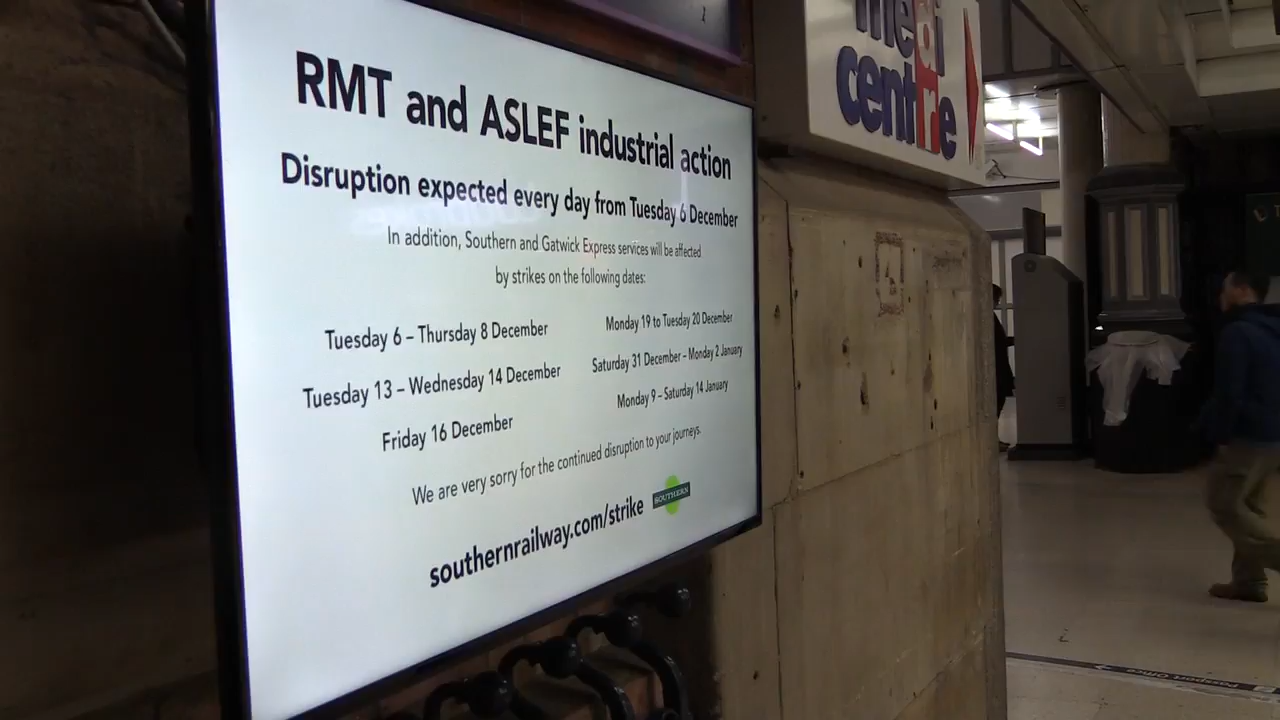 RMT and ASLEF industrial action
Disruption expected every day from Tuesday 6 December
In addition, Southern and Gatwick Express services will be affected
by strikes on the following dates:
Tuesday 6 – Thursday 8 December
Tuesday 13 – Wednesday 14 December
Friday 16 December
Monday 19 to Tuesday 20 December
Saturday 31 December – Monday 2 January
Monday 9 – Saturday 14 January
We are very sorry for the continued disruption to your journeys.
southernrailway.com/strike
SOUTHERN
medi
centre
Passport Office